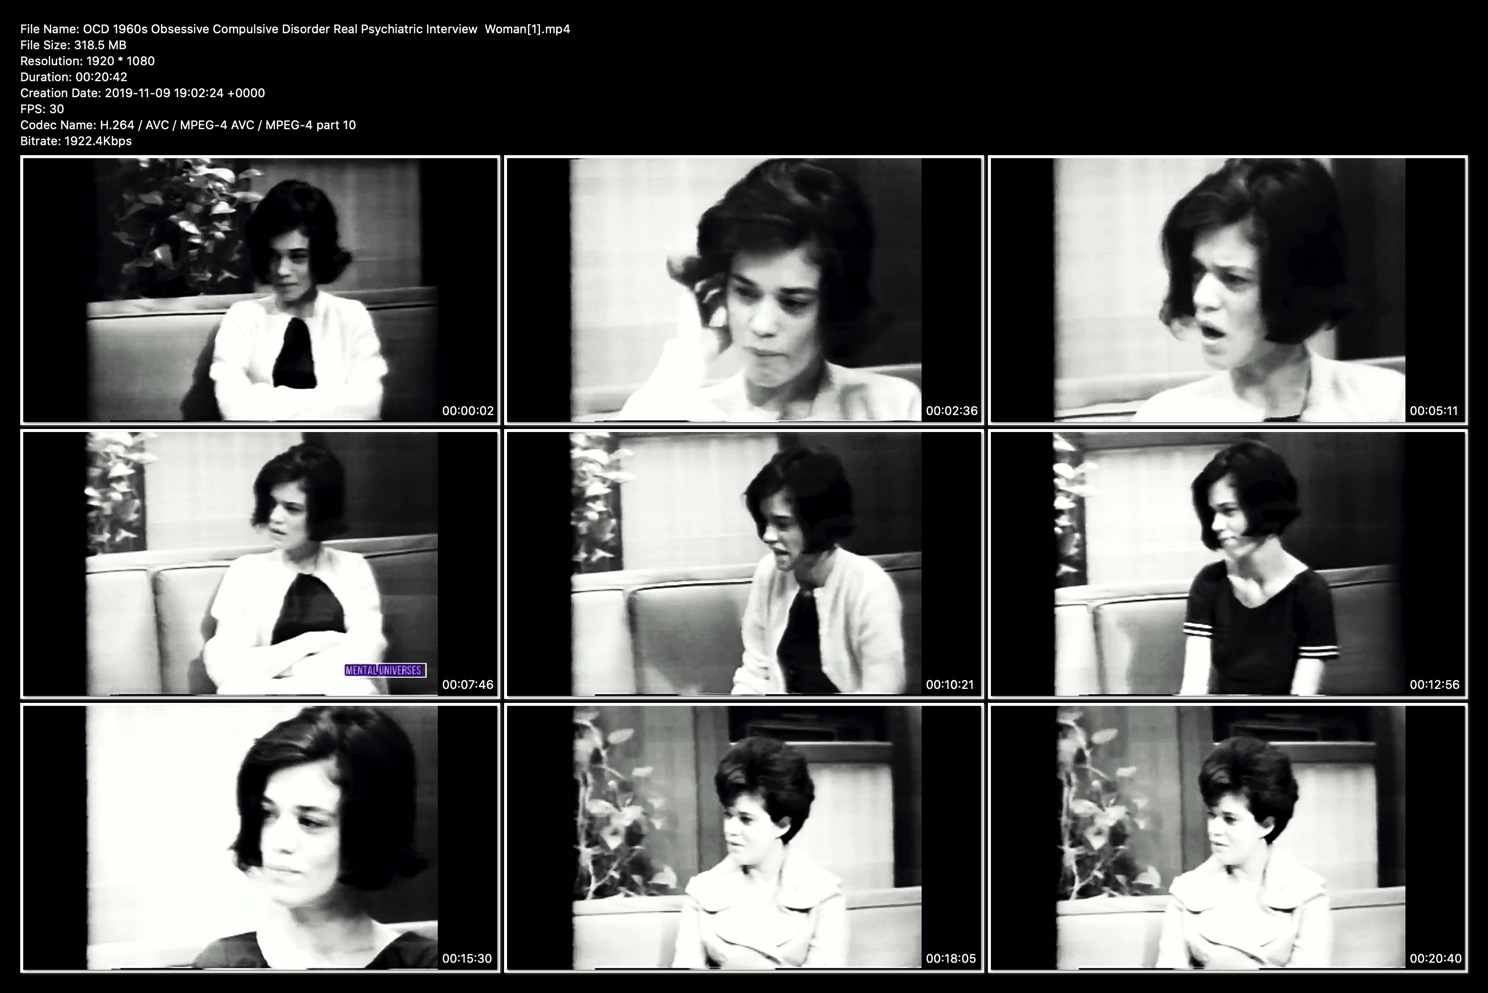 File Name: OCD 1960s Obsessive Compulsive Disorder Real Psychiatric Interview  Woman[1].mp4
File Size: 318.5 MB
Resolution: 1920 * 1080
Duration: 00:20:42
Creation Date: 2019-11-09 19:02:24 +0000
FPS: 30
Codec Name: H.264 / AVC / MPEG-4 AVC / MPEG-4 part 10
Bitrate: 1922.4Kbps
00:00:02
00:02:36
00:05:11
MENTAL UNIVERSES
00:07:46
00:10:21
00:12:56
00:15:30
00:18:05
00:20:40